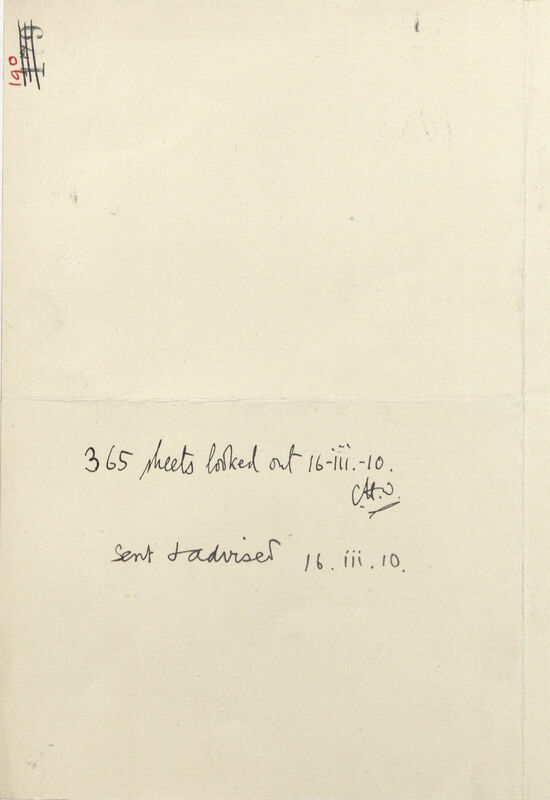 190
365 sheets looked out 16-iii.-10.
sent & advised 16.iii.10.